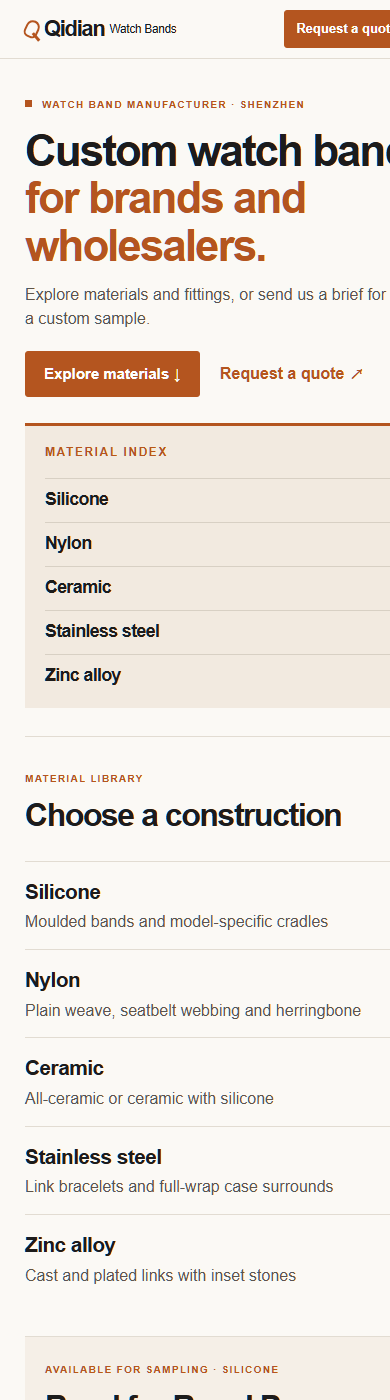 Qidian Watch Bands
Request a quot
WATCH BAND MANUFACTURER · SHENZHEN
Custom watch band
for brands and
wholesalers.
Explore materials and fittings, or send us a brief for
a custom sample.
Explore materials ↓
Request a quote ↗
MATERIAL INDEX
Silicone
Nylon
Ceramic
Stainless steel
Zinc alloy
MATERIAL LIBRARY
Choose a construction
Silicone
Moulded bands and model-specific cradles
Nylon
Plain weave, seatbelt webbing and herringbone
Ceramic
All-ceramic or ceramic with silicone
Stainless steel
Link bracelets and full-wrap case surrounds
Zinc alloy
Cast and plated links with inset stones
AVAILABLE FOR SAMPLING · SILICONE